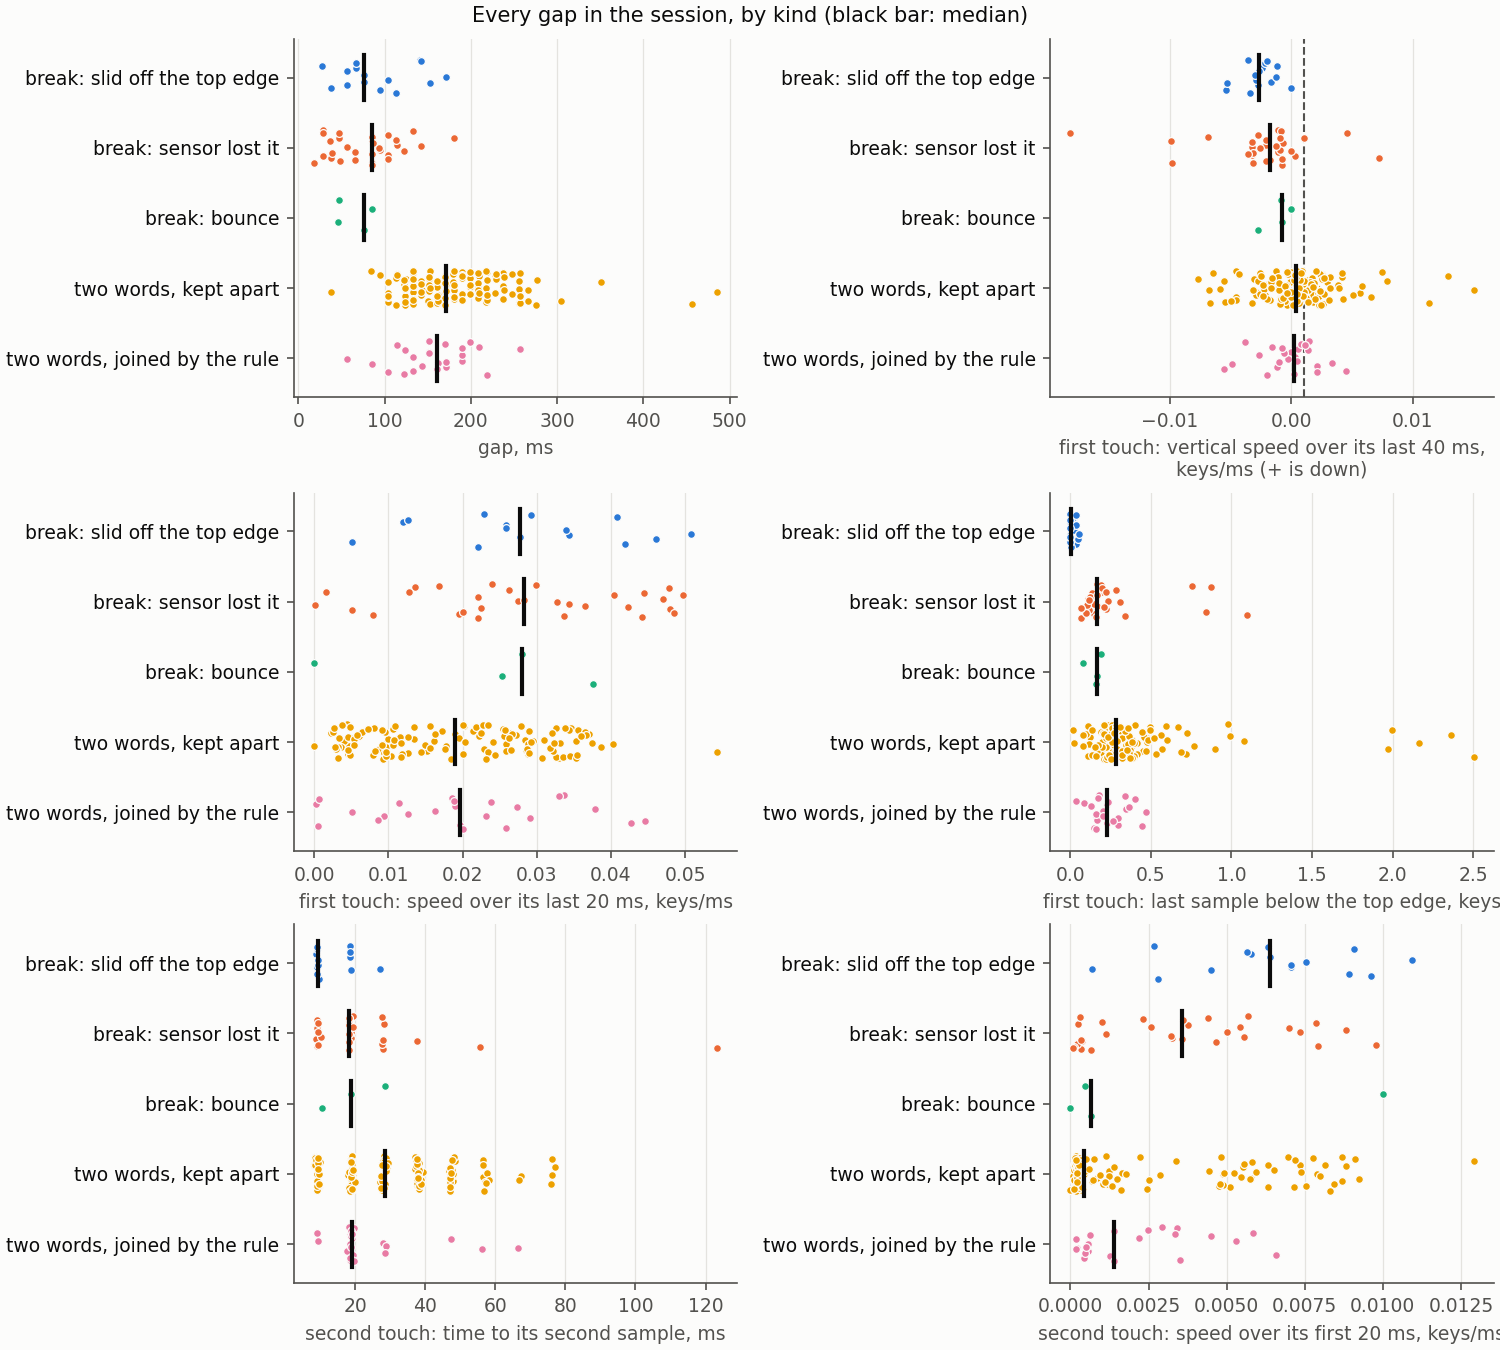 Every gap in the session, by kind (black bar: median)
break: slid off the top edge
break: sensor lost it
break: bounce
two words, kept apart
two words, joined by the rule
0 100 200 300 400 500
gap, ms
break: slid off the top edge
break: sensor lost it
break: bounce
two words, kept apart
two words, joined by the rule
−0.01 0.00 0.01
first touch: vertical speed over its last 40 ms,
keys/ms (+ is down)
break: slid off the top edge
break: sensor lost it
break: bounce
two words, kept apart
two words, joined by the rule
0.00 0.01 0.02 0.03 0.04 0.05
first touch: speed over its last 20 ms, keys/ms
break: slid off the top edge
break: sensor lost it
break: bounce
two words, kept apart
two words, joined by the rule
0.0 0.5 1.0 1.5 2.0 2.5
first touch: last sample below the top edge, keys
break: slid off the top edge
break: sensor lost it
break: bounce
two words, kept apart
two words, joined by the rule
20 40 60 80 100 120
second touch: time to its second sample, ms
break: slid off the top edge
break: sensor lost it
break: bounce
two words, kept apart
two words, joined by the rule
0.0000 0.0025 0.0050 0.0075 0.0100 0.0125
second touch: speed over its first 20 ms, keys/ms